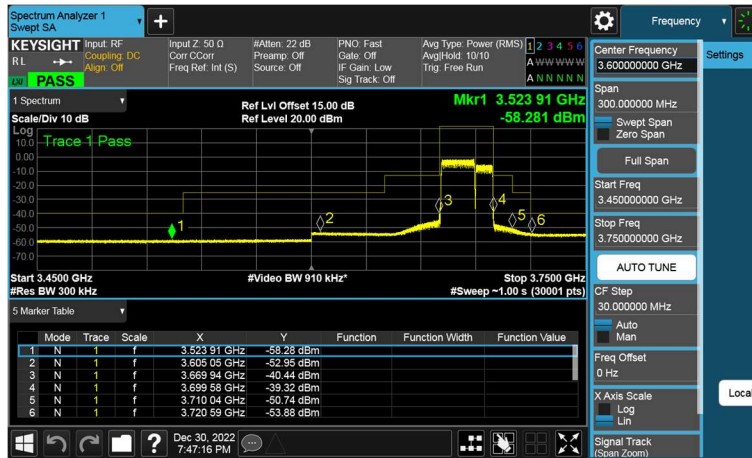 Spectrum Analyzer 1
Swept SA
Frequency
KEYSIGHT
RL
LXI
PASS
Input: RF
Coupling: DC
Align: Off
Input Z: 50 Ω
Corr CCorr
Freq Ref: Int (S)
#Atten: 22 dB
Preamp: Off
Source: Off
PNO: Fast
Gate: Off
IF Gain: Low
Sig Track: Off
Avg Type: Power (RMS)
Avg|Hold: 10/10
Trig: Free Run
1 2 3 4 5 6
A W W W W W
A N N N N N
1 Spectrum
Scale/Div 10 dB
Ref Lvl Offset 15.00 dB
Ref Level 20.00 dBm
Mkr1 3.523 91 GHz
-58.281 dBm
Log
Trace 1 Pass
10.0
0.00
-10.0
-20.0
-30.0
-40.0
-50.0
-60.0
-70.0
1
2
3
4
5
6
Start 3.4500 GHz
#Res BW 300 kHz
#Video BW 910 kHz*
Stop 3.7500 GHz
#Sweep ~1.00 s (30001 pts)
5 Marker Table
Mode Trace Scale X Y Function Function Width Function Value
1 N 1 f 3.523 91 GHz -58.28 dBm
2 N 1 f 3.605 05 GHz -52.95 dBm
3 N 1 f 3.669 94 GHz -40.44 dBm
4 N 1 f 3.699 58 GHz -39.32 dBm
5 N 1 f 3.710 04 GHz -50.74 dBm
6 N 1 f 3.720 59 GHz -53.88 dBm
Dec 30, 2022
7:47:16 PM
Center Frequency
3.600000000 GHz
Settings
Span
300.000000 MHz
Swept Span
Zero Span
Full Span
Start Freq
3.450000000 GHz
Stop Freq
3.750000000 GHz
AUTO TUNE
CF Step
30.000000 MHz
Auto
Man
Freq Offset
0 Hz
X Axis Scale
Log
Lin
Local
Signal Track
(Span Zoom)